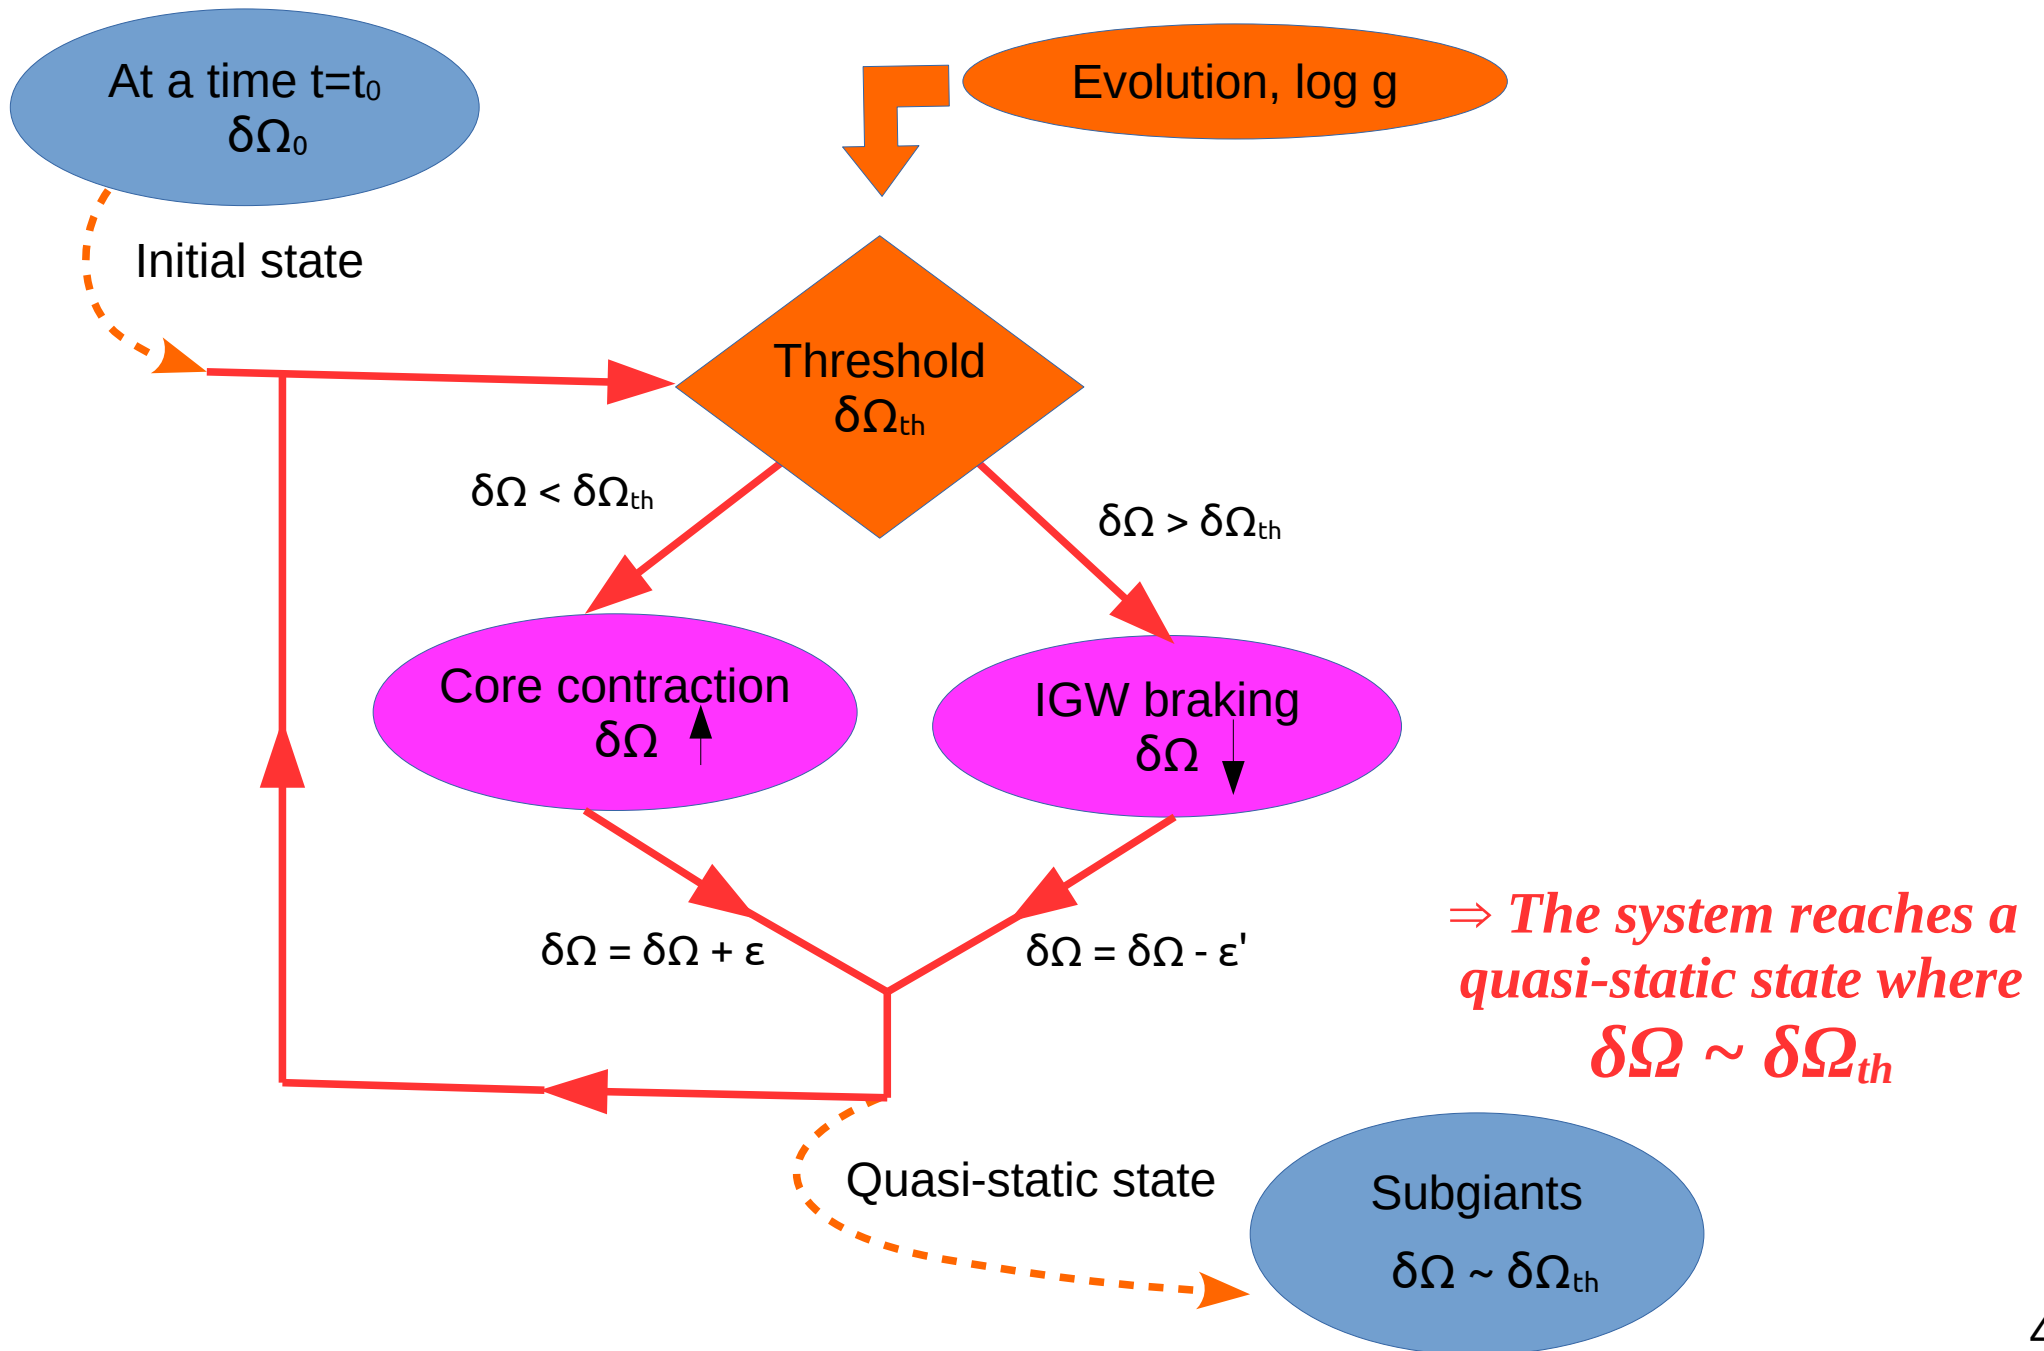 At a time t=t₀
δΩ₀
Evolution, log g
Initial state
Threshold
δΩₜₕ
δΩ < δΩₜₕ
δΩ > δΩₜₕ
Core contraction
δΩ
IGW braking
δΩ
δΩ = δΩ + ε
δΩ = δΩ - ε'
⇒ The system reaches a
quasi-static state where
δΩ ~ δΩₜₕ
Quasi-static state
Subgiants
δΩ ~ δΩₜₕ